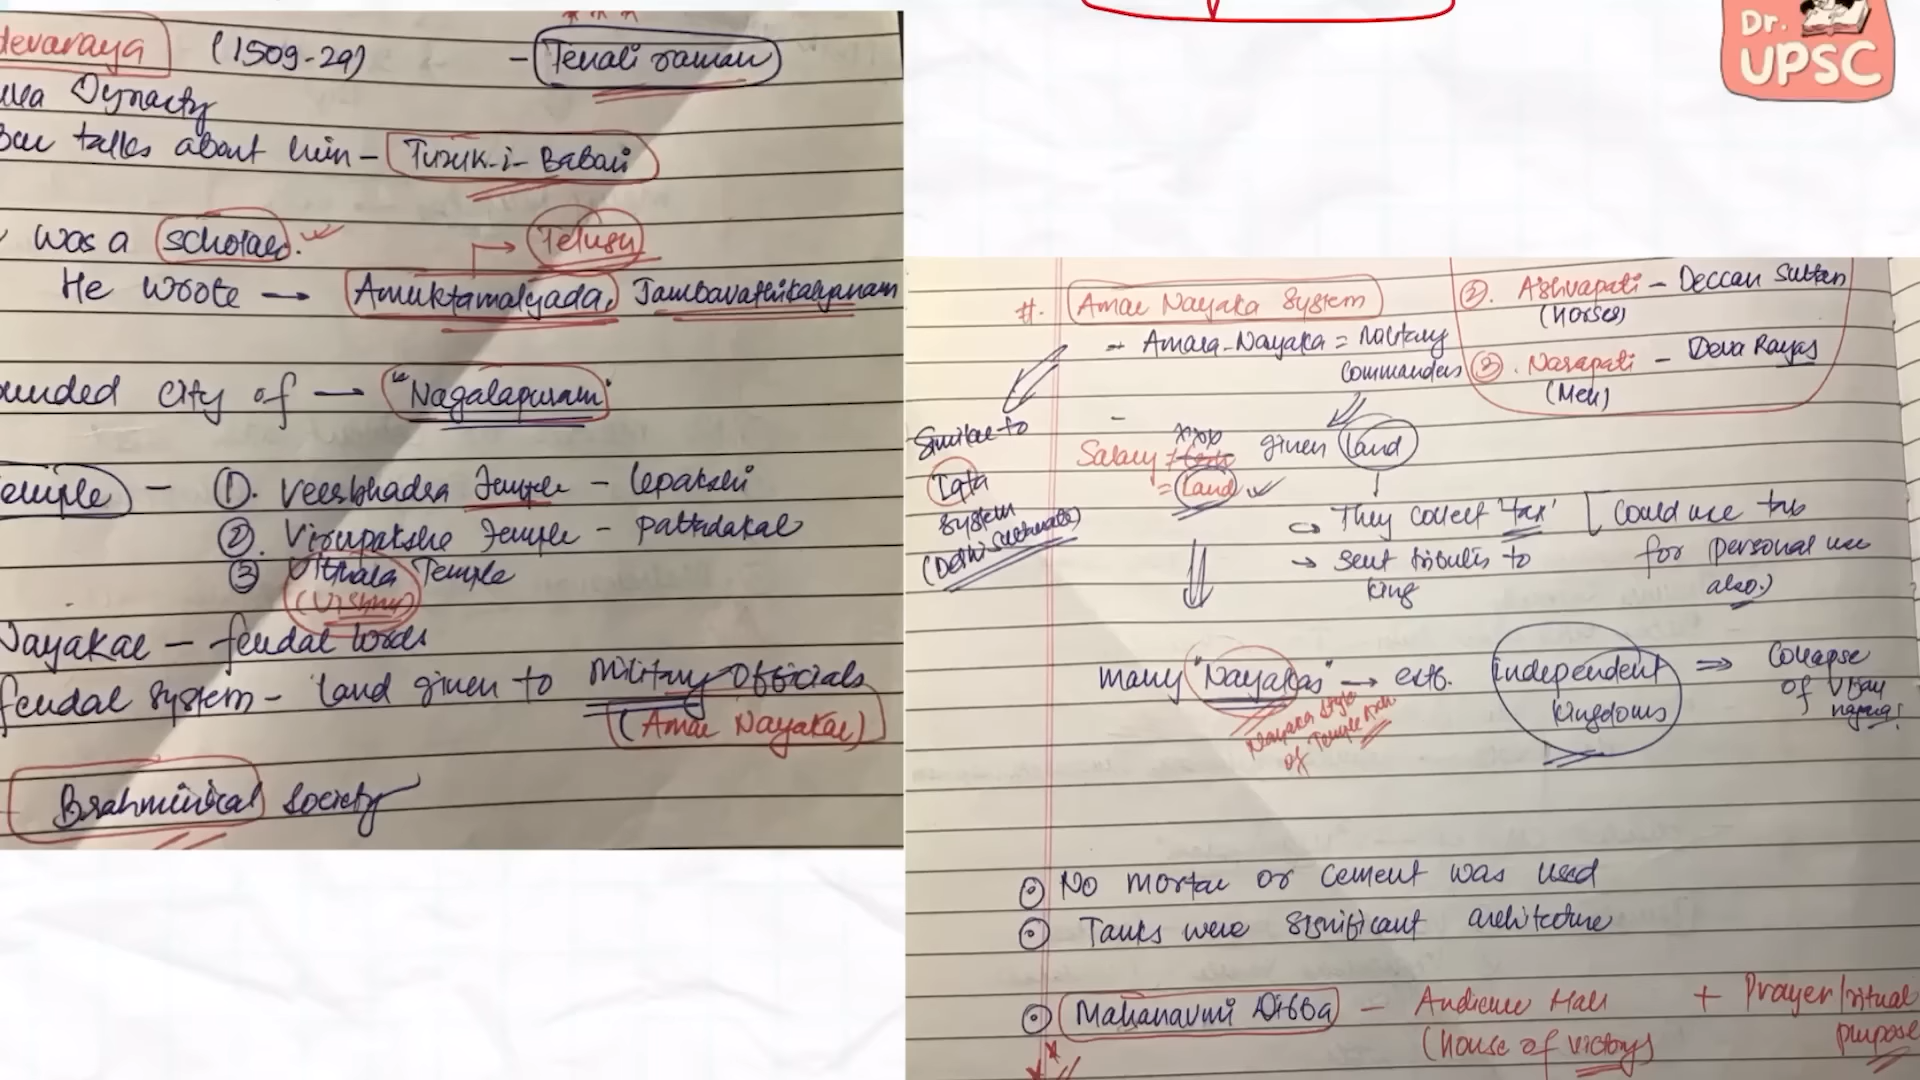 devaraya (1509-29) - Tenali raman
Dynasty
talks about him - Tuzuk-i-Babari
was a scholar.
Telugu
He wrote → Amuktamalyada, Jambavathikalyanam
ounded city of → "Nagalapuram"
emple - ①. Veerbhadra Temple - lepakshi
②. Virupaksha Temple - pattadakal
③ Vithala Temple
(Vishnu)
Nayakar - feudal lords
feudal system - land given to military officials
(Amar Nayakar)
Brahminical Society
Dr.
UPSC
②. Ashvapati - Deccan Sultan
(horses)
③. Narapati - Deva Rayas
(Men)
#. Amar Nayaka System
- Amara-Nayaka = Military
commanders
Similar to
Iqta
System
(Delhi Sultanate)
Salary ≠
= land
given land
→ They collect 'tax'
→ sent tributes to
king
[Could use this
for personal use
also.)
many "Nayakas" → estb. independent
kingdoms
⇒ Collapse
of Vijay
nagara!
Nayaka style
of Temple Arch
⊙ No mortar or cement was used
⊙ Tanks were significant architecture
⊙ Mahanavmi Dibba - Audience Hall + Prayer/ritual
(house of victory) purpose